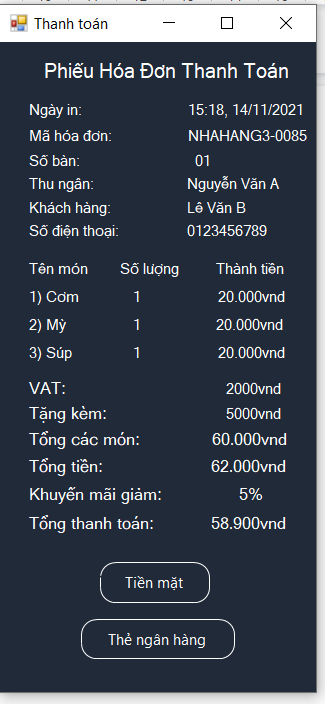 Thanh toán
Phiếu Hóa Đơn Thanh Toán
Ngày in: 15:18, 14/11/2021
Mã hóa đơn: NHAHANG3-0085
Số bàn: 01
Thu ngân: Nguyễn Văn A
Khách hàng: Lê Văn B
Số điện thoại: 0123456789
Tên món Số lượng Thành tiền
1) Cơm 1 20.000vnd
2) Mỳ 1 20.000vnd
3) Súp 1 20.000vnd
VAT: 2000vnd
Tặng kèm: 5000vnd
Tổng các món: 60.000vnd
Tổng tiền: 62.000vnd
Khuyến mãi giảm: 5%
Tổng thanh toán: 58.900vnd
Tiền mặt
Thẻ ngân hàng